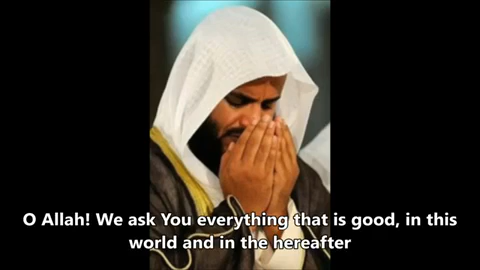 O Allah! We ask You everything that is good, in this
world and in the hereafter